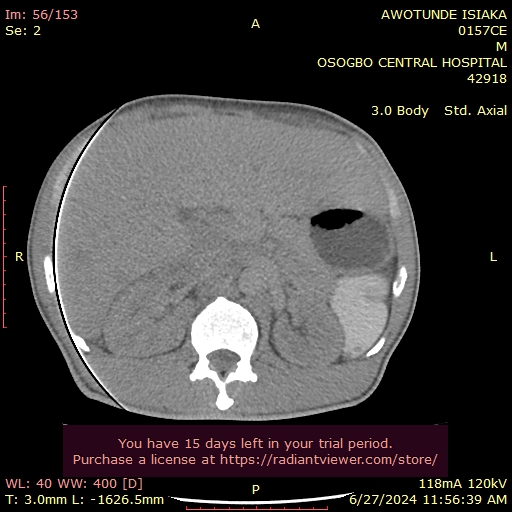 Im: 56/153
Se: 2
A
AWOTUNDE ISIAKA
0157CE
M
OSOGBO CENTRAL HOSPITAL
42918
3.0 Body Std. Axial
R
L
You have 15 days left in your trial period.
Purchase a license at https://radiantviewer.com/store/
WL: 40 WW: 400 [D]
T: 3.0mm L: -1626.5mm
P
118mA 120kV
6/27/2024 11:56:39 AM